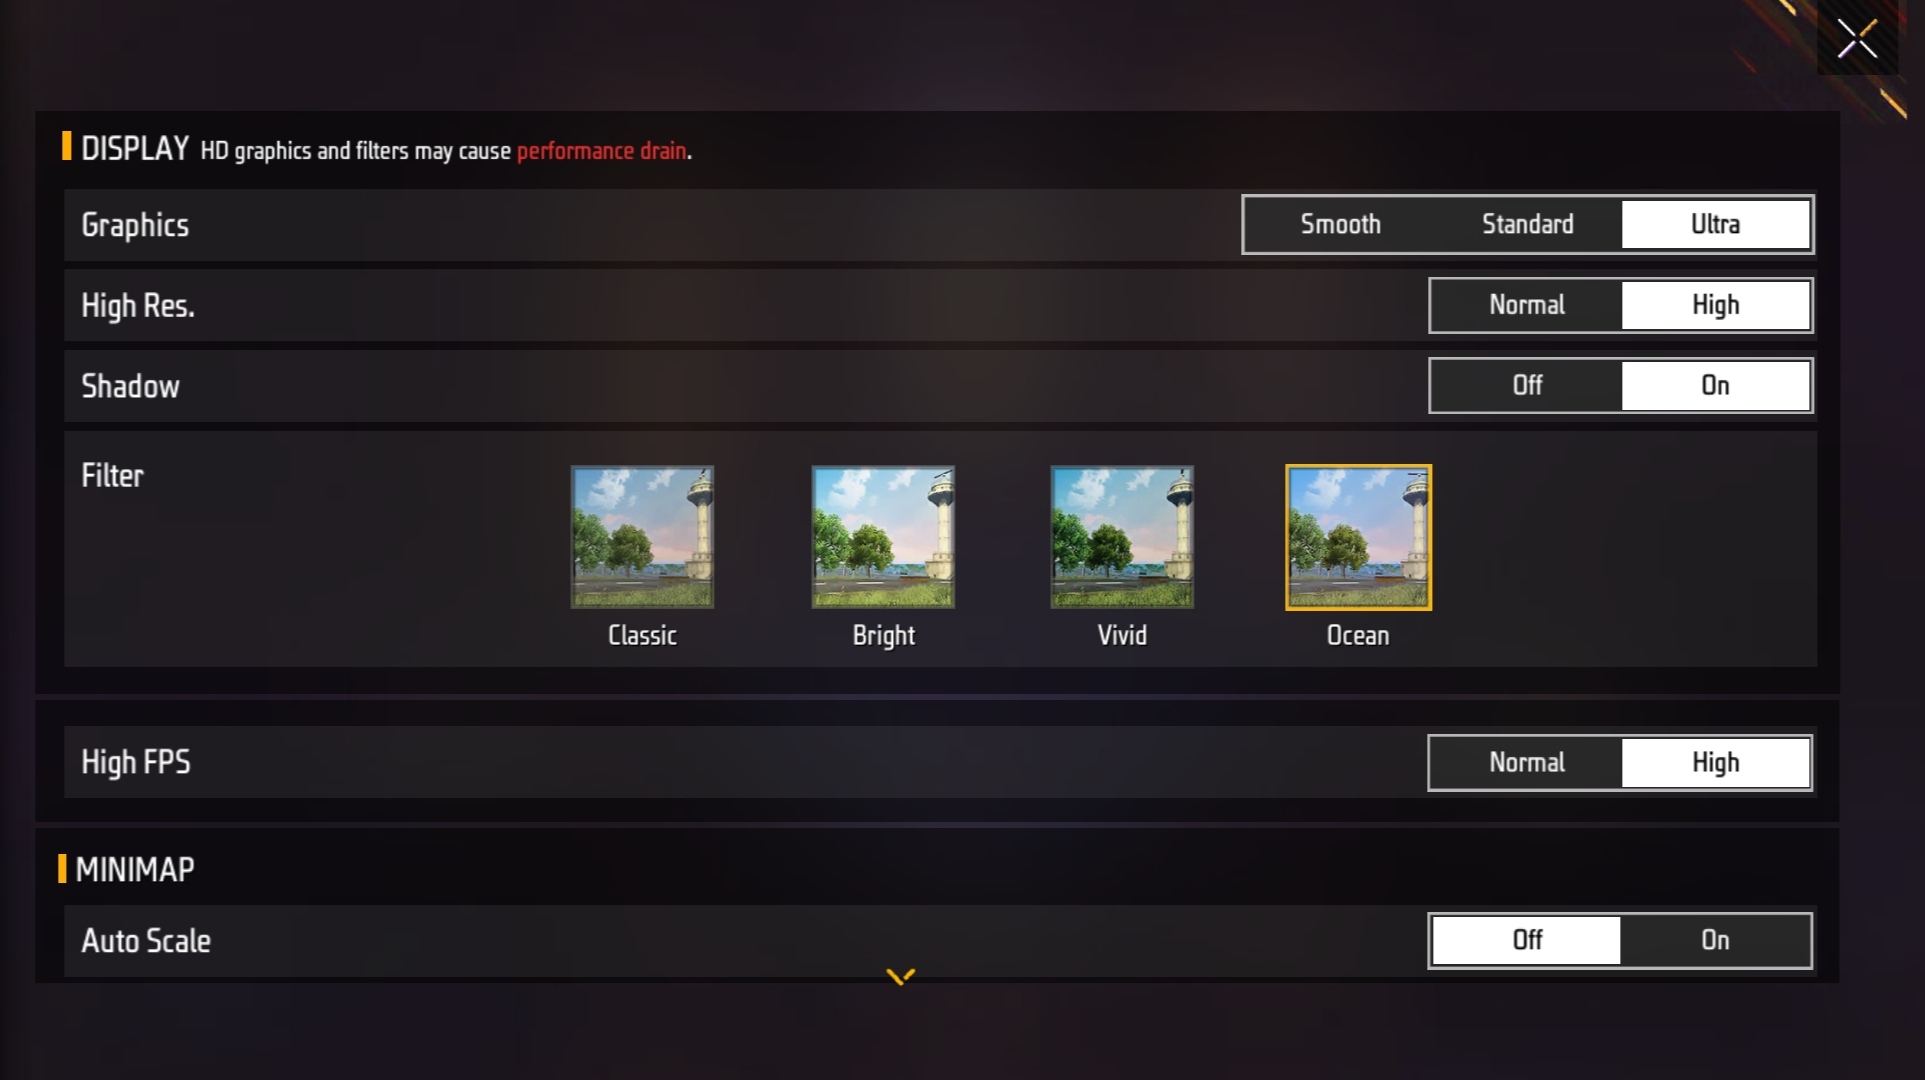 DISPLAY HD graphics and filters may cause performance drain.
Graphics Smooth Standard Ultra
High Res. Normal High
Shadow Off On
Filter
Classic Bright Vivid Ocean
High FPS Normal High
MINIMAP
Auto Scale Off On